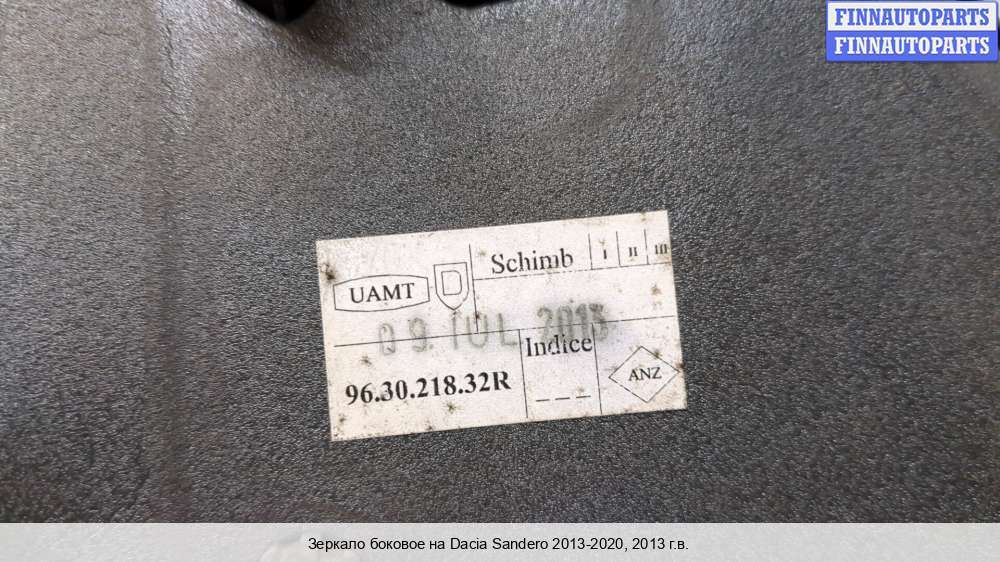 FINNAUTOPARTS
FINNAUTOPARTS
Schimb I II III
UAMT D
09. IUL 2013
Indice
96.30.218.32R
_ _ _
ANZ
Зеркало боковое на Dacia Sandero 2013-2020, 2013 г.в.